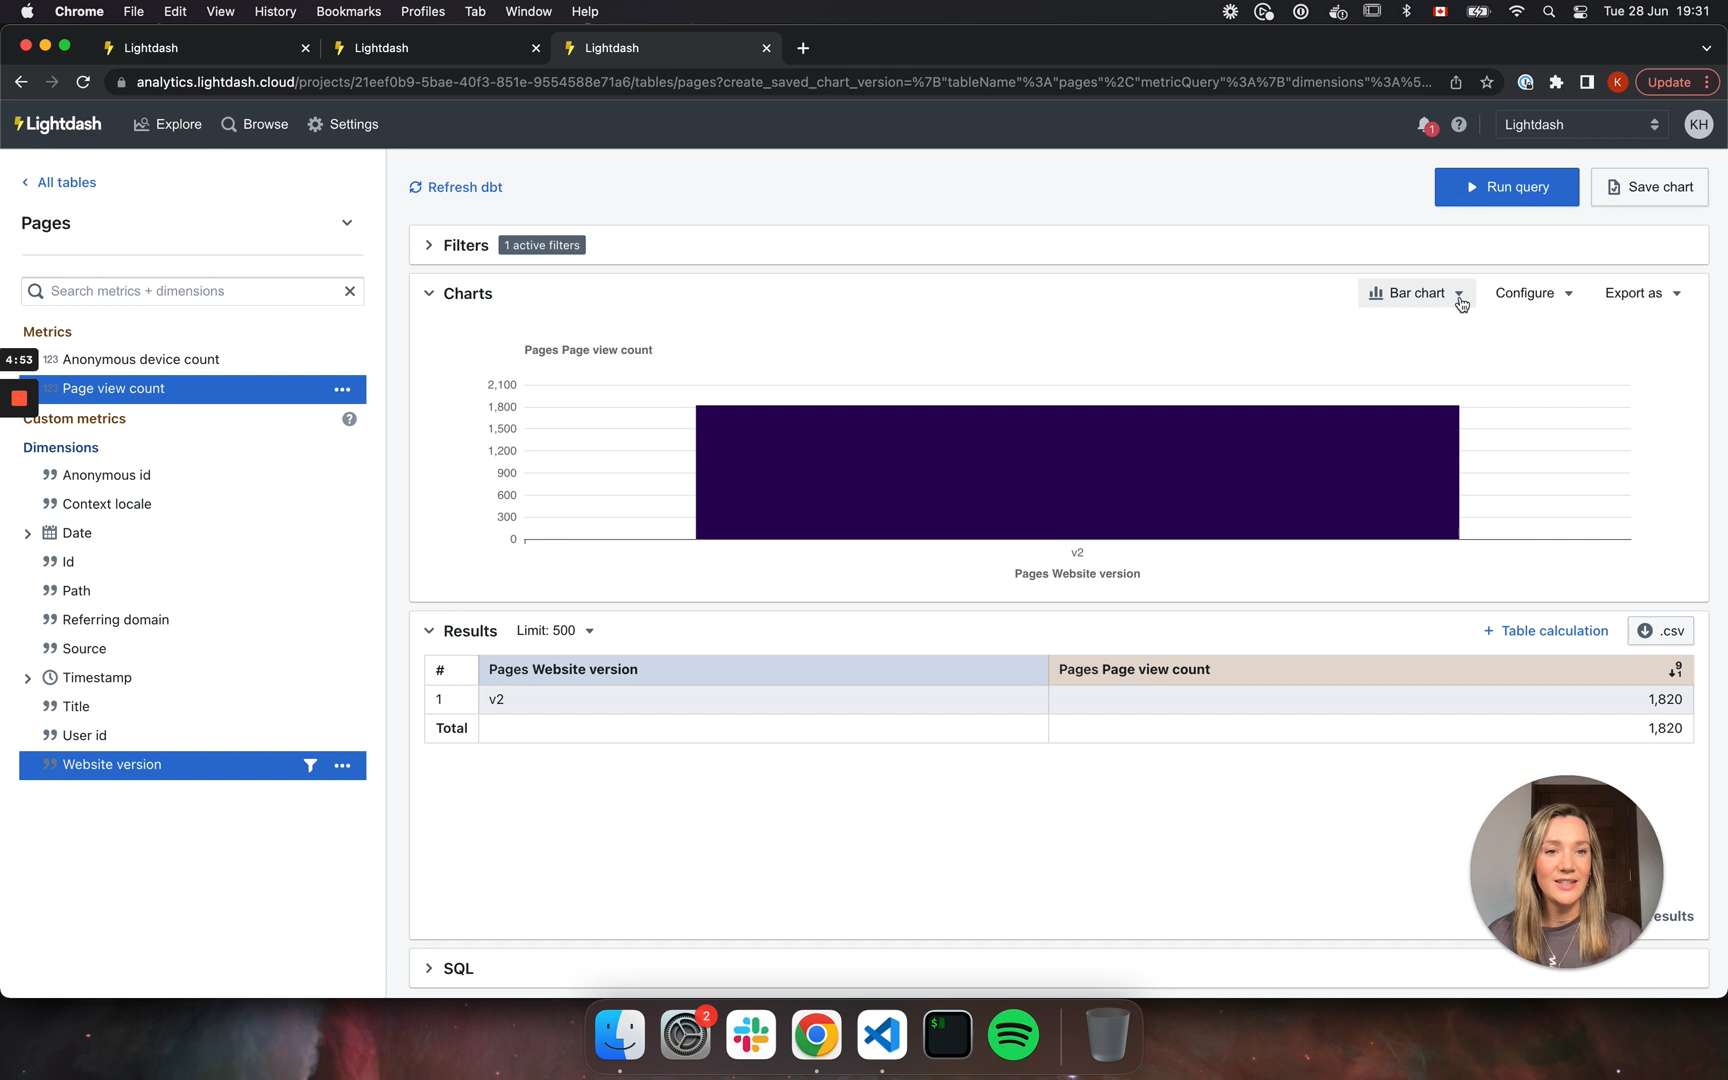 Chrome File Edit View History Bookmarks Profiles Tab Window Help Tue 28 Jun 19:31
Lightdash Lightdash Lightdash
analytics.lightdash.cloud/projects/21eef0b9-5bae-40f3-851e-9554588e71a6/tables/pages?create_saved_chart_version=%7B"tableName"%3A"pages"%2C"metricQuery"%3A%7B"dimensions"%3A%5... K Update
Lightdash Explore Browse Settings 1 Lightdash KH
All tables
Refresh dbt Run query Save chart
Pages
Filters 1 active filters
Search metrics + dimensions
Charts Bar chart Configure Export as
Metrics
4:53 123 Anonymous device count
123 Page view count
Custom metrics
Dimensions
Anonymous id
Context locale
Date
Id
Path
Referring domain
Source
Timestamp
Title
User id
Website version
Pages Page view count
2,100
1,800
1,500
1,200
900
600
300
0
v2
Pages Website version
Results Limit: 500 + Table calculation .csv
# Pages Website version Pages Page view count 9 1
1 v2 1,820
Total 1,820
esults
SQL
2
$